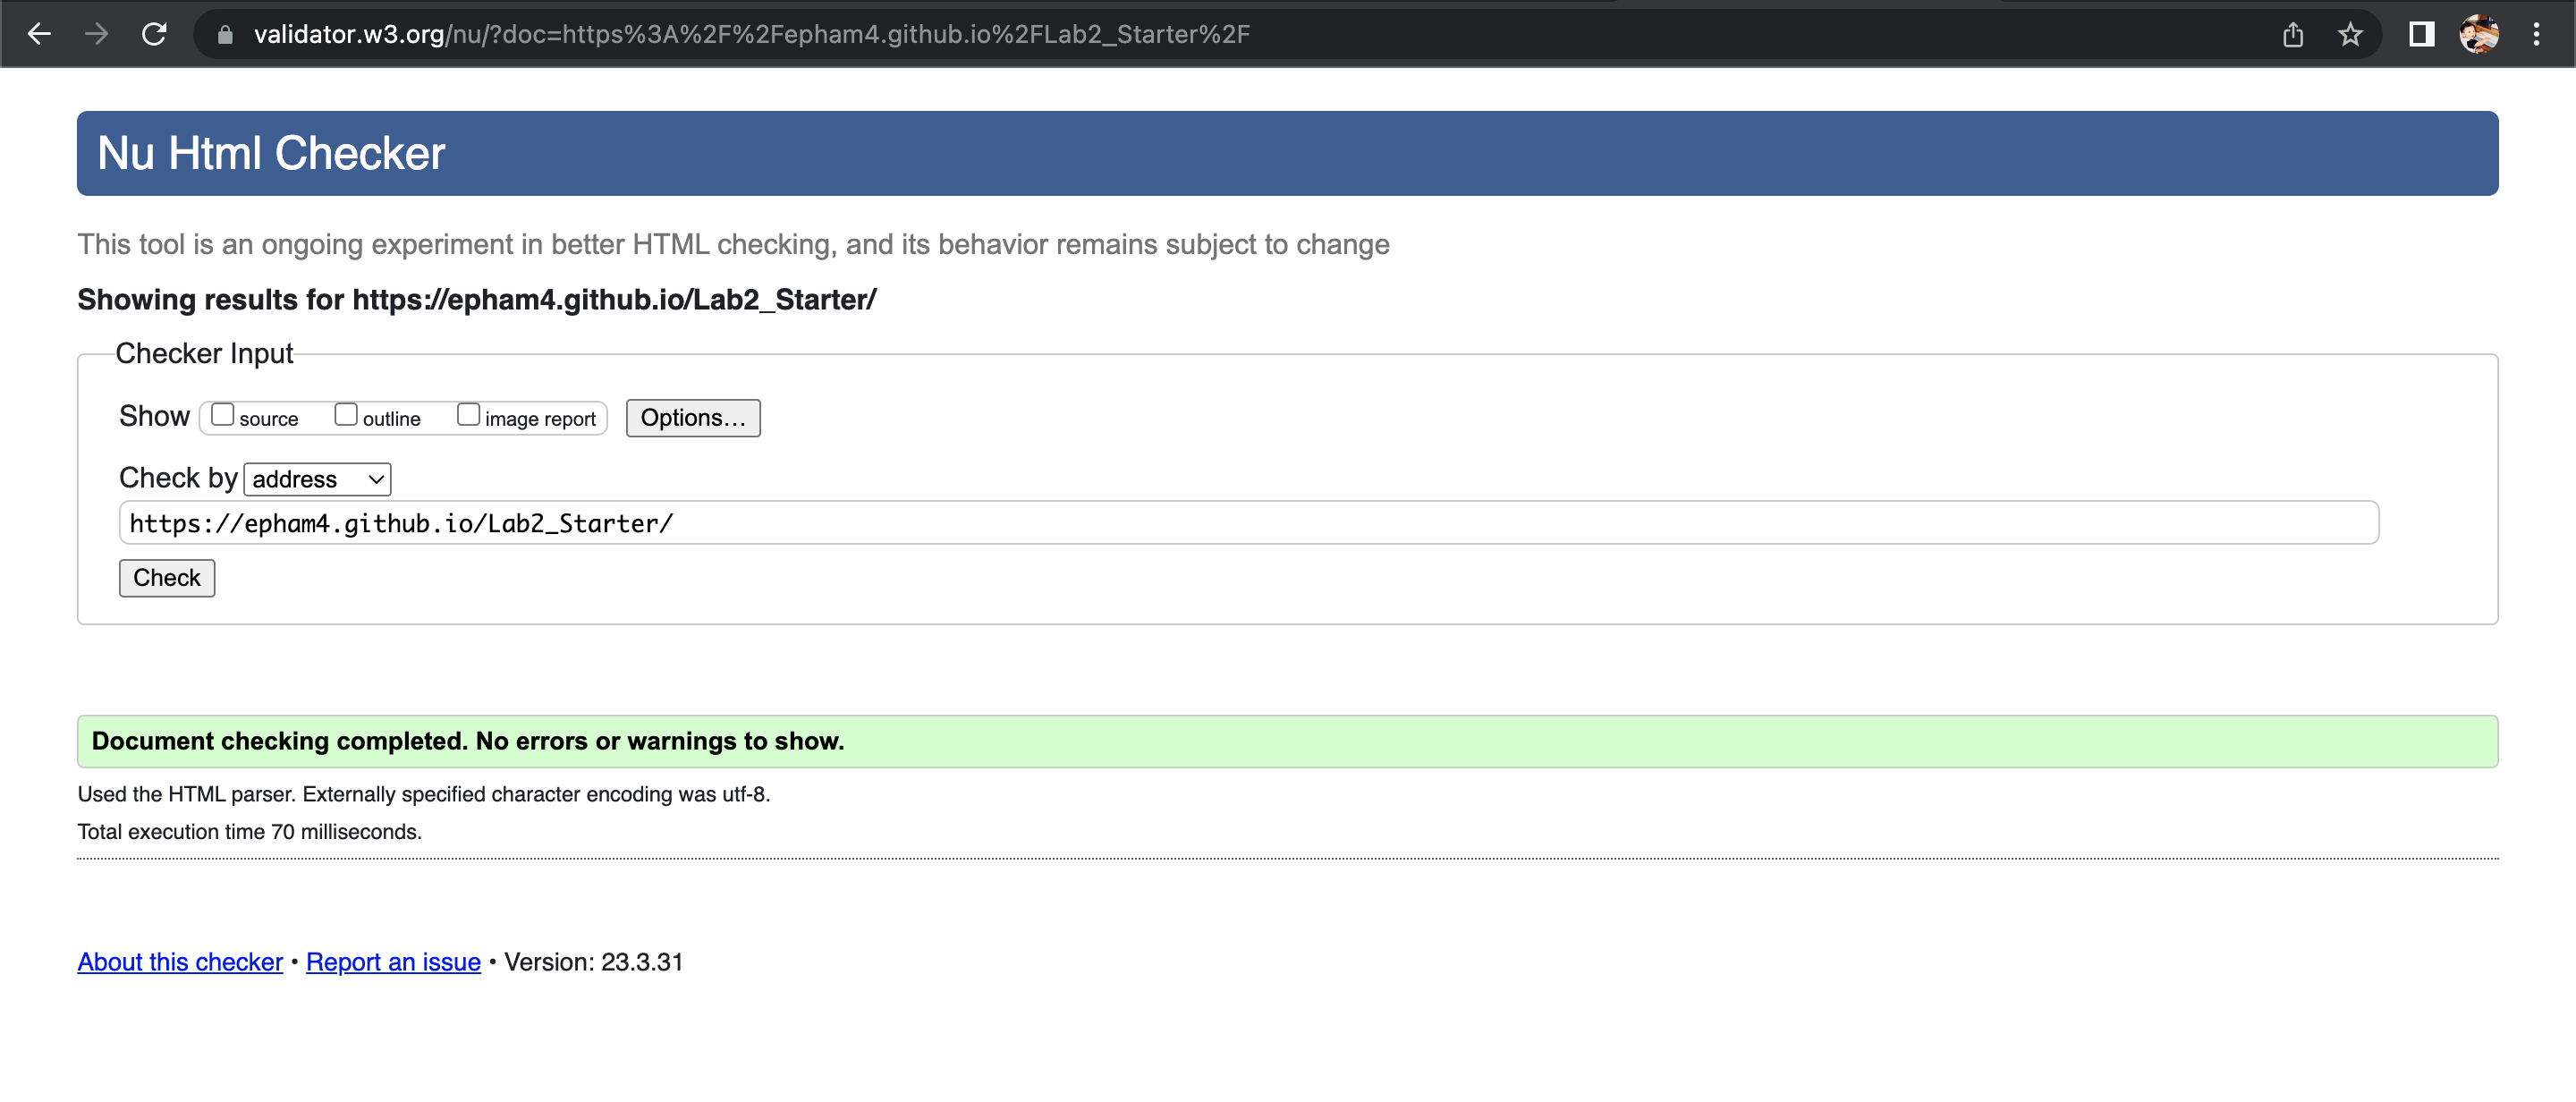 validator.w3.org/nu/?doc=https%3A%2F%2Fepham4.github.io%2FLab2_Starter%2F
Nu Html Checker
This tool is an ongoing experiment in better HTML checking, and its behavior remains subject to change
Showing results for https://epham4.github.io/Lab2_Starter/
Checker Input
Show source outline image report Options...
Check by address
https://epham4.github.io/Lab2_Starter/
Check
Document checking completed. No errors or warnings to show.
Used the HTML parser. Externally specified character encoding was utf-8.
Total execution time 70 milliseconds.
About this checker • Report an issue • Version: 23.3.31